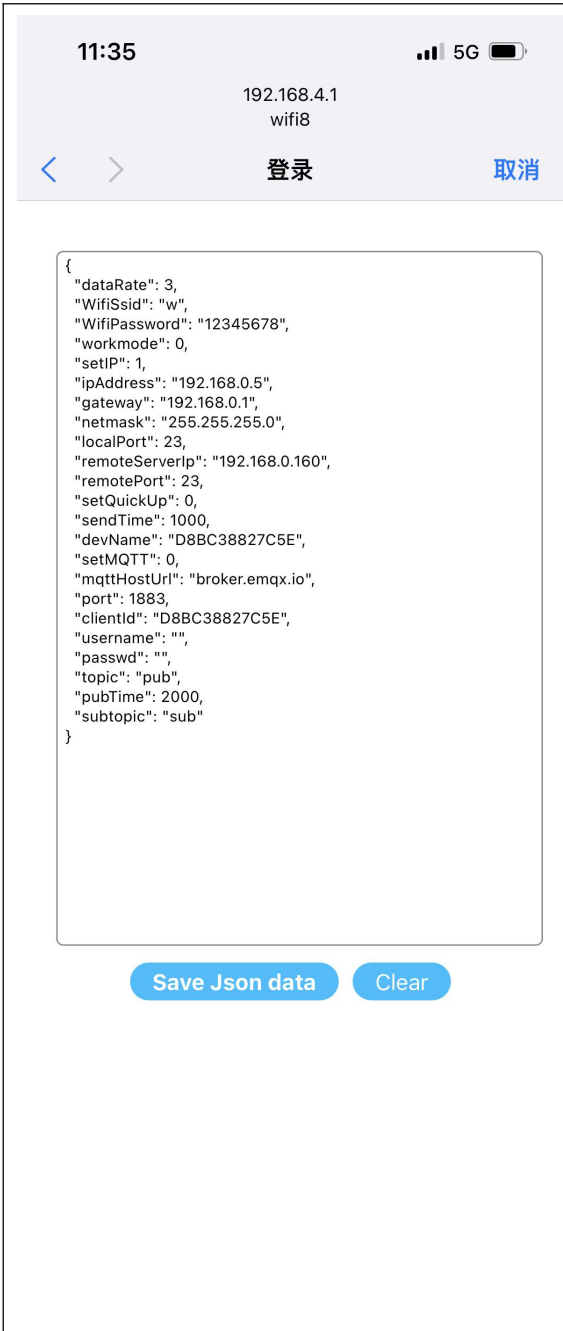 11:35
5G
192.168.4.1
wifi8
登录
取消
{
"dataRate": 3,
"WifiSsid": "w",
"WifiPassword": "12345678",
"workmode": 0,
"setIP": 1,
"ipAddress": "192.168.0.5",
"gateway": "192.168.0.1",
"netmask": "255.255.255.0",
"localPort": 23,
"remoteServerIp": "192.168.0.160",
"remotePort": 23,
"setQuickUp": 0,
"sendTime": 1000,
"devName": "D8BC38827C5E",
"setMQTT": 0,
"mqttHostUrl": "broker.emqx.io",
"port": 1883,
"clientId": "D8BC38827C5E",
"username": "",
"passwd": "",
"topic": "pub",
"pubTime": 2000,
"subtopic": "sub"
}
Save Json data
Clear